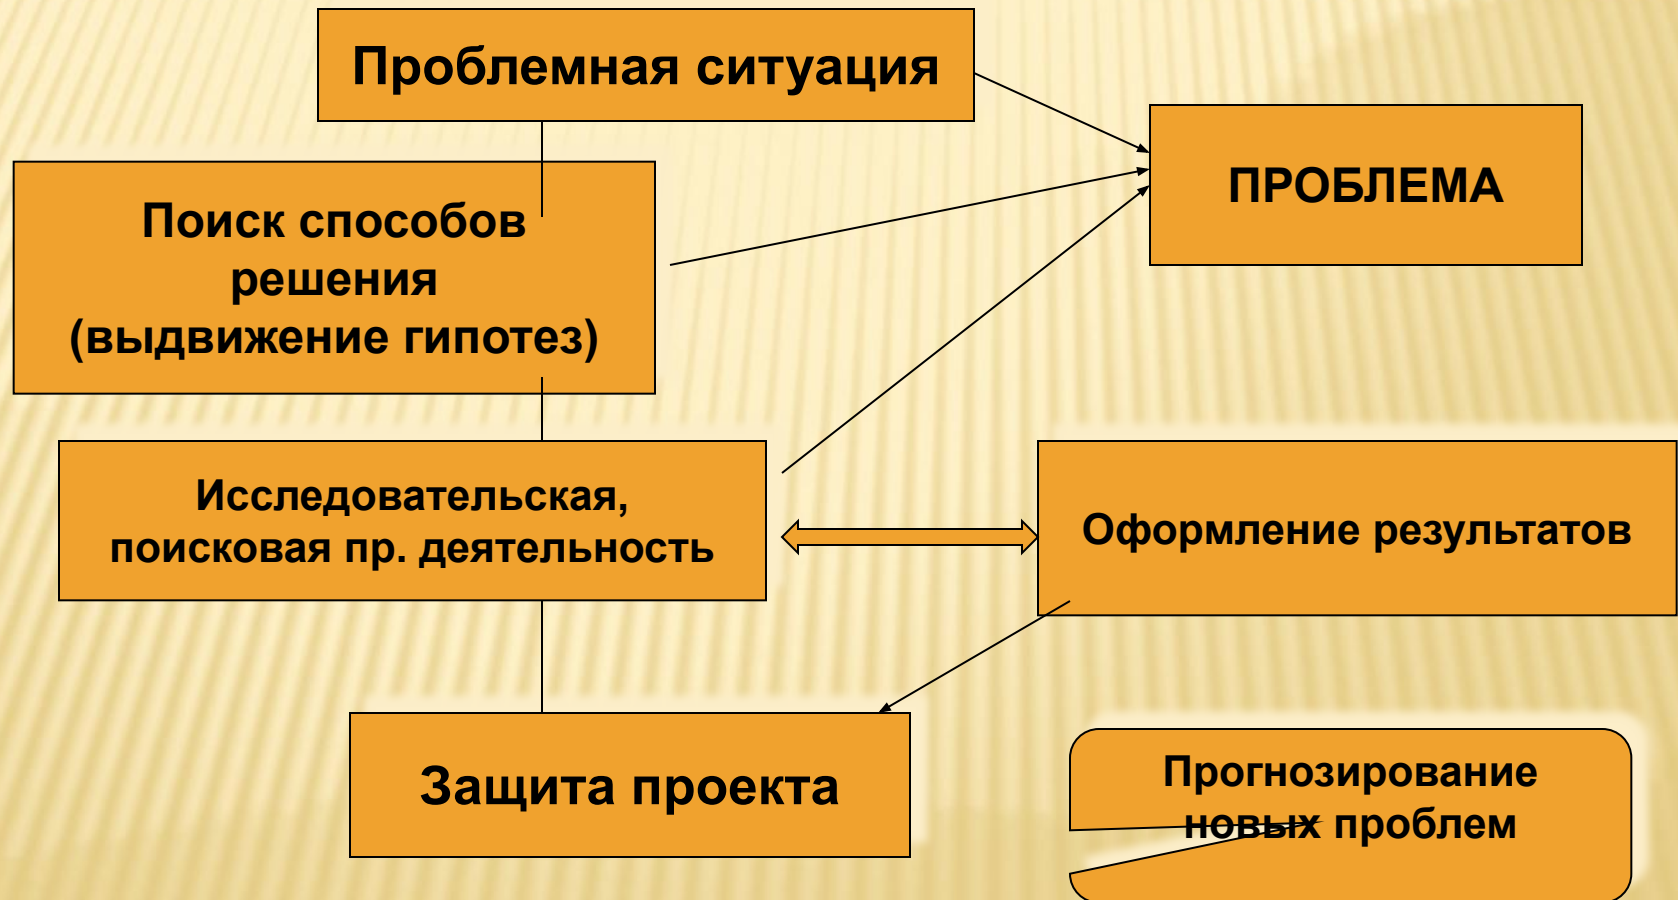 Проблемная ситуация
ПРОБЛЕМА
Поиск способов
решения
(выдвижение гипотез)
Исследовательская,
поисковая пр. деятельность
Оформление результатов
Защита проекта
Прогнозирование
новых проблем